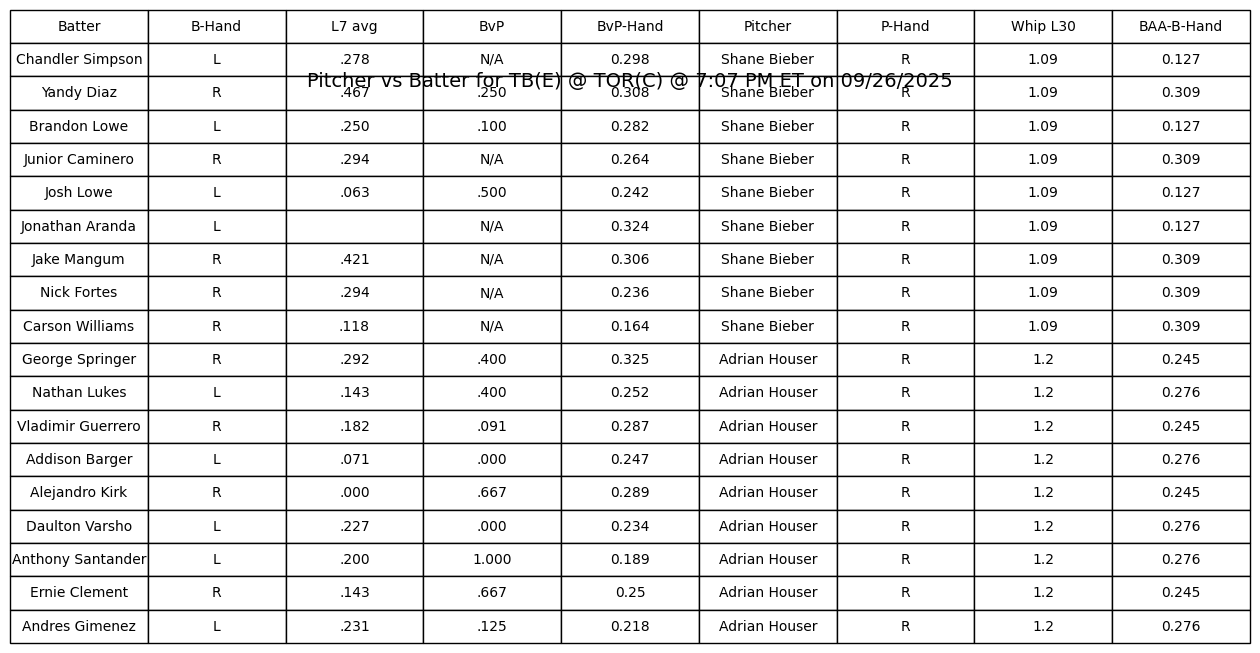 Batter B-Hand L7 avg BvP BvP-Hand Pitcher P-Hand Whip L30 BAA-B-Hand
Chandler Simpson L .278 N/A 0.298 Shane Bieber R 1.09 0.127
Pitcher vs Batter for TB(E) @ TOR(C) @ 7:07 PM ET on 09/26/2025
Yandy Diaz R .467 .250 0.308 Shane Bieber R 1.09 0.309
Brandon Lowe L .250 .100 0.282 Shane Bieber R 1.09 0.127
Junior Caminero R .294 N/A 0.264 Shane Bieber R 1.09 0.309
Josh Lowe L .063 .500 0.242 Shane Bieber R 1.09 0.127
Jonathan Aranda L N/A 0.324 Shane Bieber R 1.09 0.127
Jake Mangum R .421 N/A 0.306 Shane Bieber R 1.09 0.309
Nick Fortes R .294 N/A 0.236 Shane Bieber R 1.09 0.309
Carson Williams R .118 N/A 0.164 Shane Bieber R 1.09 0.309
George Springer R .292 .400 0.325 Adrian Houser R 1.2 0.245
Nathan Lukes L .143 .400 0.252 Adrian Houser R 1.2 0.276
Vladimir Guerrero R .182 .091 0.287 Adrian Houser R 1.2 0.245
Addison Barger L .071 .000 0.247 Adrian Houser R 1.2 0.276
Alejandro Kirk R .000 .667 0.289 Adrian Houser R 1.2 0.245
Daulton Varsho L .227 .000 0.234 Adrian Houser R 1.2 0.276
Anthony Santander L .200 1.000 0.189 Adrian Houser R 1.2 0.276
Ernie Clement R .143 .667 0.25 Adrian Houser R 1.2 0.245
Andres Gimenez L .231 .125 0.218 Adrian Houser R 1.2 0.276